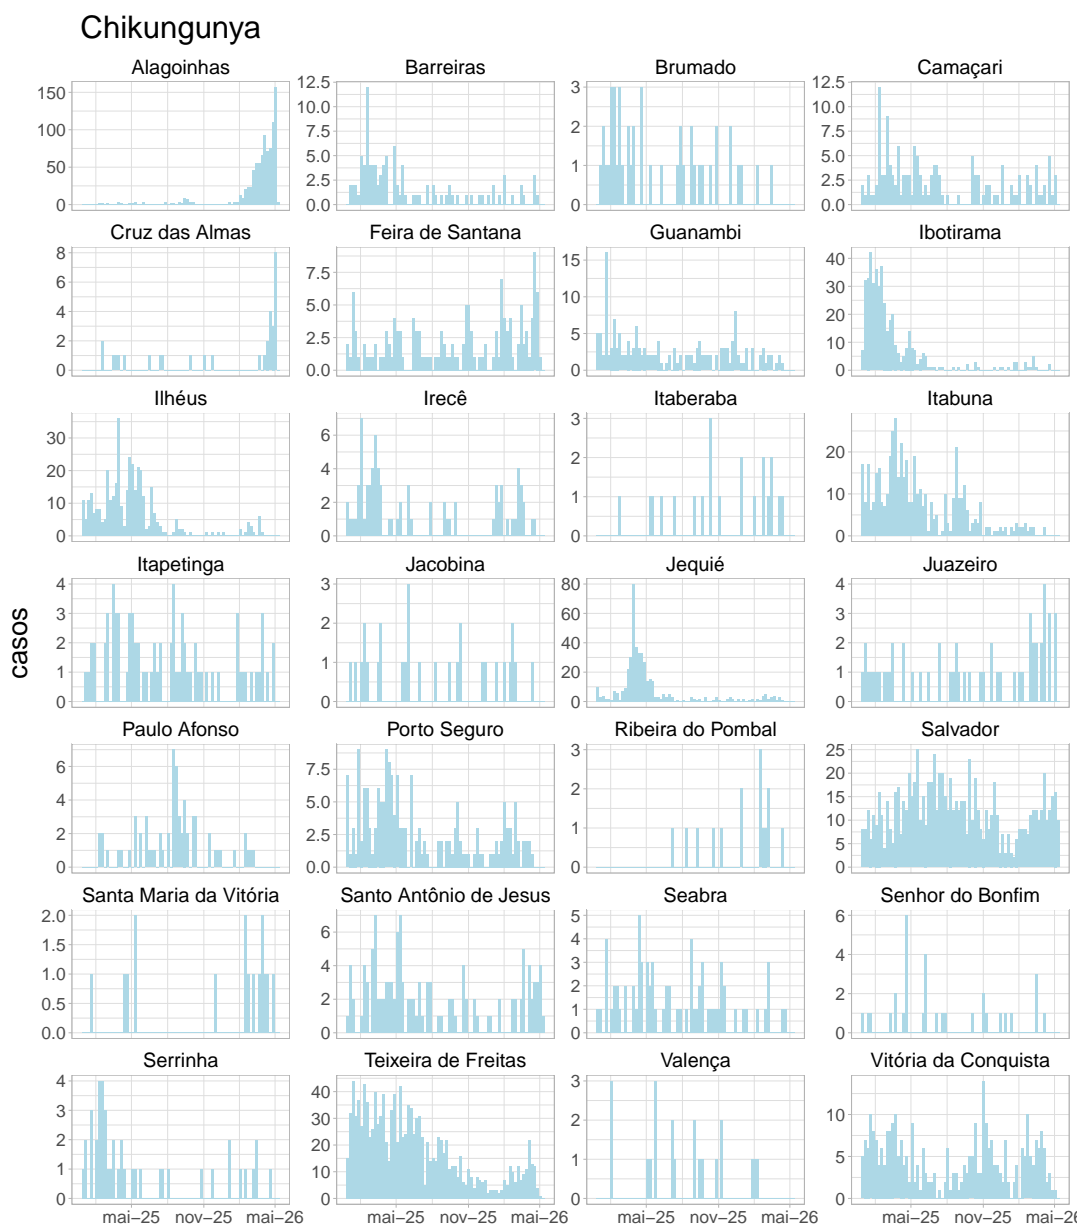 Chikungunya
Alagoinhas Barreiras Brumado Camaçari
150 100 50 0 12.5 10.0 7.5 5.0 2.5 0.0 3 2 1 0 12.5 10.0 7.5 5.0 2.5 0.0
Cruz das Almas Feira de Santana Guanambi Ibotirama
8 6 4 2 0 7.5 5.0 2.5 0.0 15 10 5 0 40 30 20 10 0
Ilhéus Irecê Itaberaba Itabuna
30 20 10 0 6 4 2 0 3 2 1 0 20 10 0
Itapetinga Jacobina Jequié Juazeiro
4 3 2 1 0 3 2 1 0 80 60 40 20 0 4 3 2 1 0
casos
Paulo Afonso Porto Seguro Ribeira do Pombal Salvador
6 4 2 0 7.5 5.0 2.5 0.0 3 2 1 0 25 20 15 10 5 0
Santa Maria da Vitória Santo Antônio de Jesus Seabra Senhor do Bonfim
2.0 1.5 1.0 0.5 0.0 6 4 2 0 5 4 3 2 1 0 6 4 2 0
Serrinha Teixeira de Freitas Valença Vitória da Conquista
4 3 2 1 0 40 30 20 10 0 3 2 1 0 10 5 0
mai–25 nov–25 mai–26 mai–25 nov–25 mai–26 mai–25 nov–25 mai–26 mai–25 nov–25 mai–26